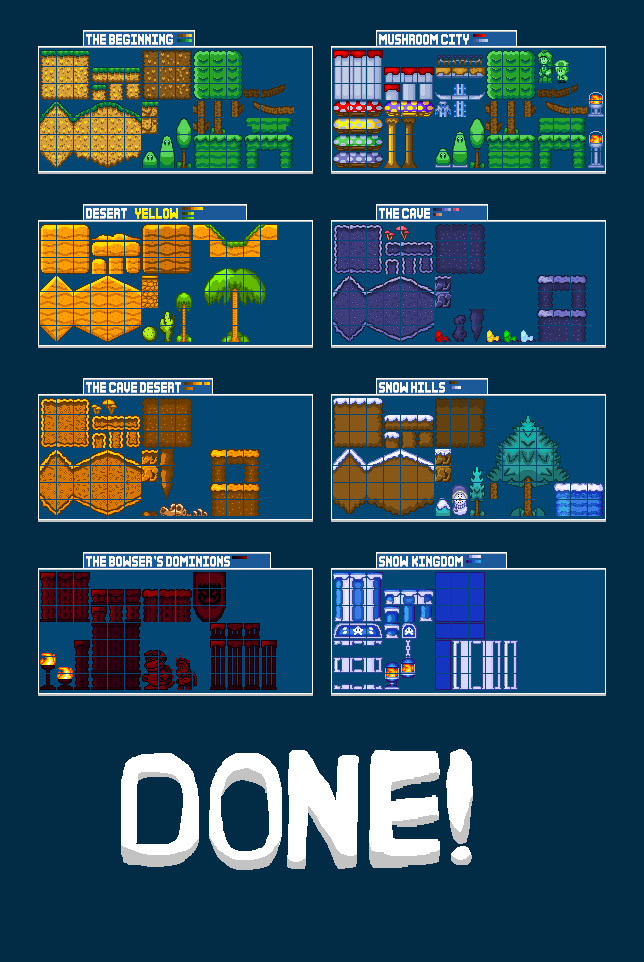 THE BEGINNING
MUSHROOM CITY
DESERT YELLOW
THE CAVE
THE CAVE DESERT
SNOW HILLS
THE BOWSER'S DOMINIONS
SNOW KINGDOM
DONE!